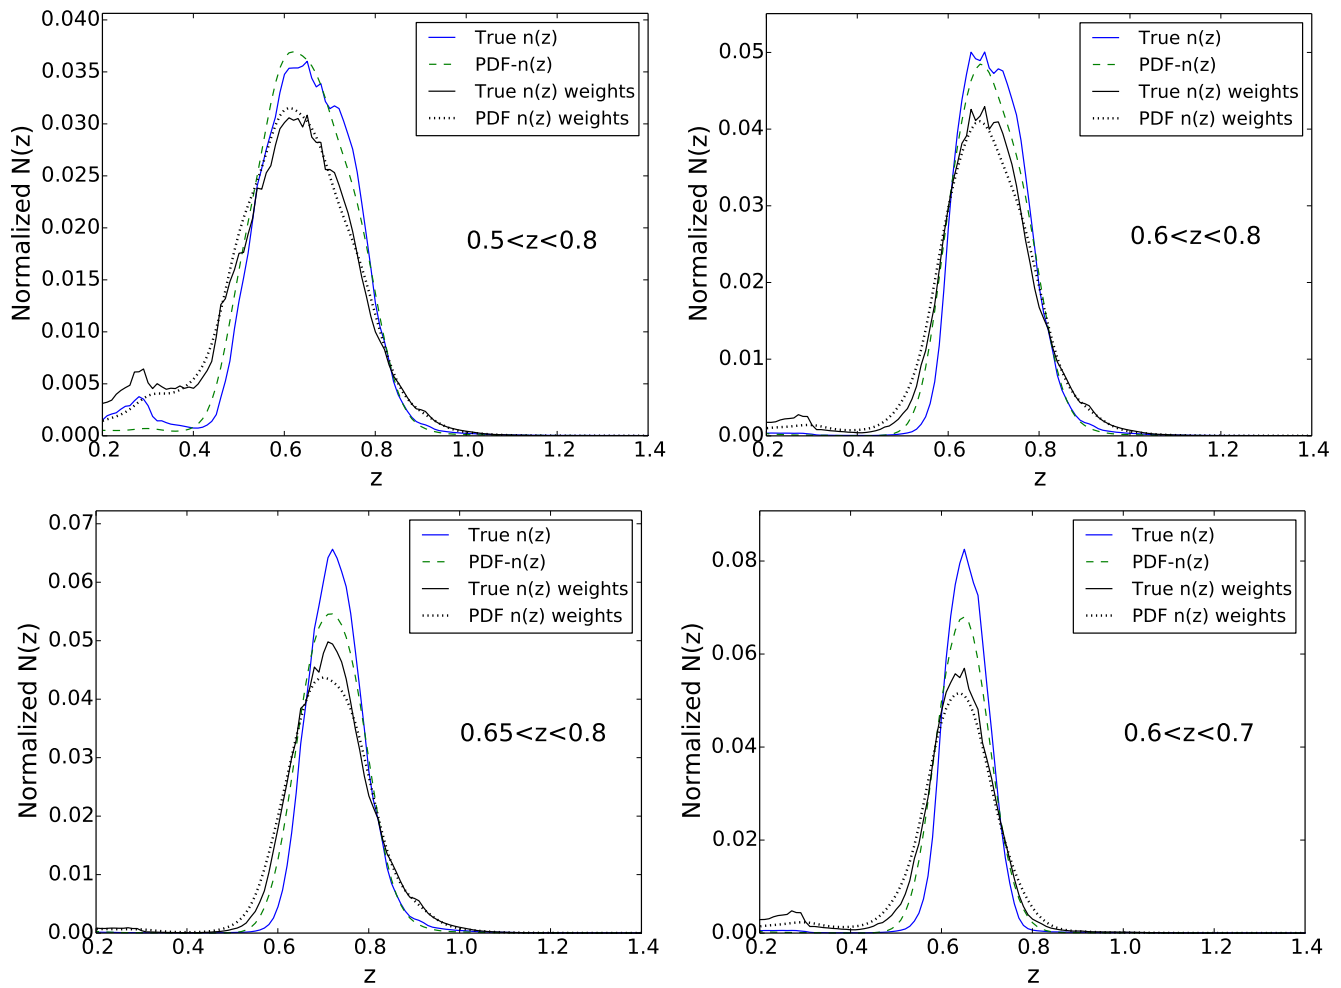 0.040
0.035
0.030
0.025
0.020
0.015
0.010
0.005
0.000
Normalized N(z)
True n(z)
PDF-n(z)
True n(z) weights
PDF n(z) weights
0.5<z<0.8
0.2 0.4 0.6 0.8 1.0 1.2 1.4
z
0.05
0.04
0.03
0.02
0.01
0.00
Normalized N(z)
True n(z)
PDF-n(z)
True n(z) weights
PDF n(z) weights
0.6<z<0.8
0.2 0.4 0.6 0.8 1.0 1.2 1.4
z
0.07
0.06
0.05
0.04
0.03
0.02
0.01
0.00
Normalized N(z)
True n(z)
PDF-n(z)
True n(z) weights
PDF n(z) weights
0.65<z<0.8
0.2 0.4 0.6 0.8 1.0 1.2 1.4
z
0.08
0.06
0.04
0.02
0.00
Normalized N(z)
True n(z)
PDF-n(z)
True n(z) weights
PDF n(z) weights
0.6<z<0.7
0.2 0.4 0.6 0.8 1.0 1.2 1.4
z